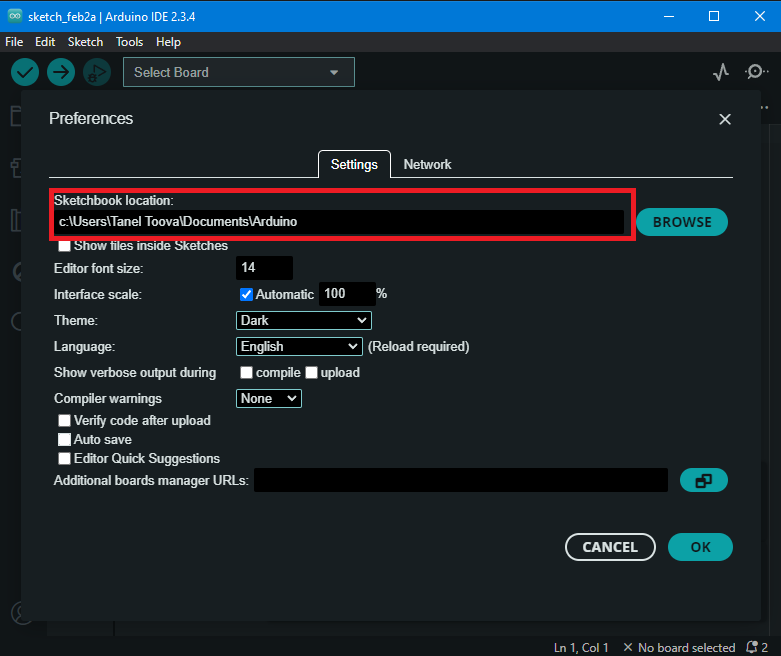 sketch_feb2a | Arduino IDE 2.3.4
File Edit Sketch Tools Help
Select Board
Preferences
Settings Network
Sketchbook location:
c:\Users\Tanel Toova\Documents\Arduino
BROWSE
Show files inside Sketches
Editor font size: 14
Interface scale: Automatic 100 %
Theme: Dark
Language: English (Reload required)
Show verbose output during compile upload
Compiler warnings None
Verify code after upload
Auto save
Editor Quick Suggestions
Additional boards manager URLs:
CANCEL OK
Ln 1, Col 1 No board selected 2